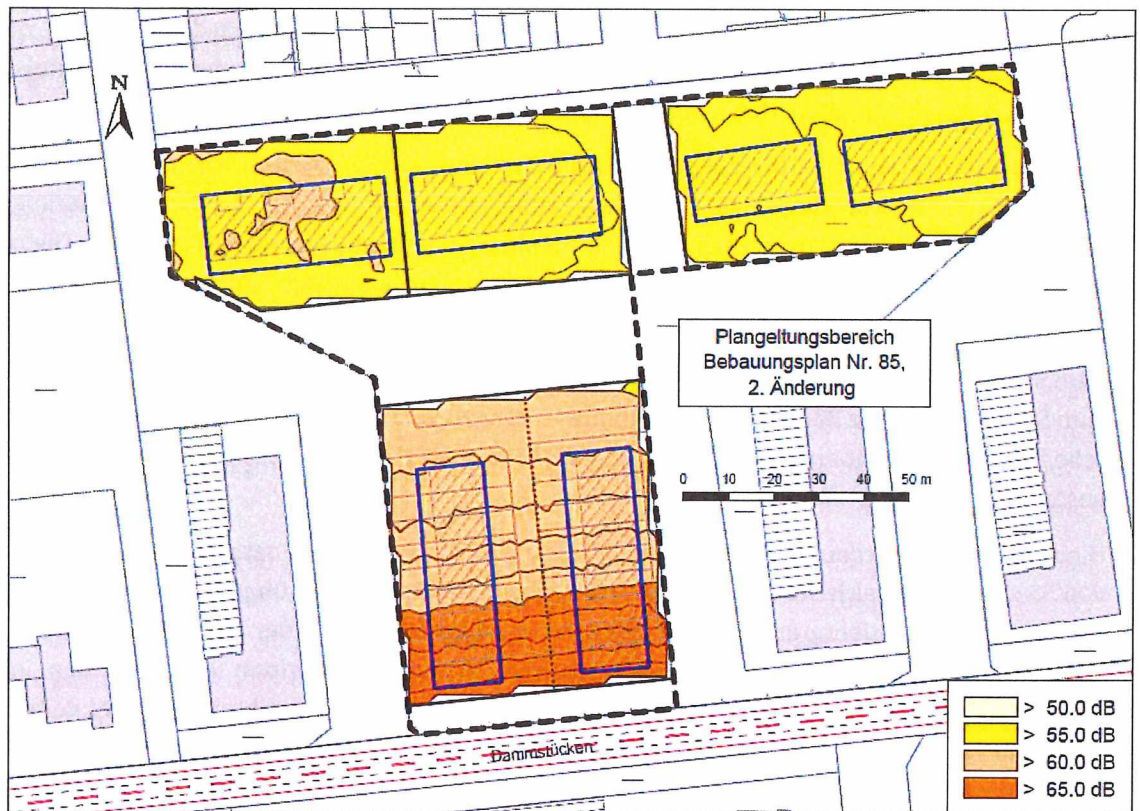 N
Plangeltungsbereich
Bebauungsplan Nr. 85,
2. Änderung
0 10 20 30 40 50 m
Dammstücken
> 50.0 dB
> 55.0 dB
> 60.0 dB
> 65.0 dB